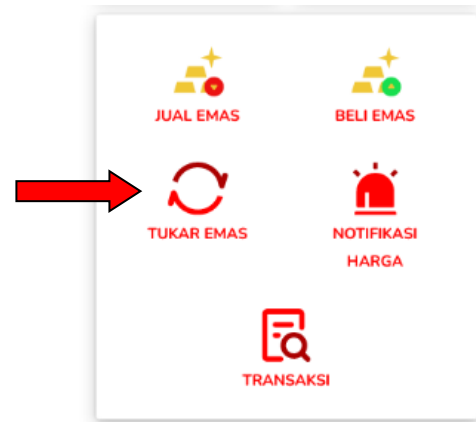 JUAL EMAS
BELI EMAS
TUKAR EMAS
NOTIFIKASI
HARGA
TRANSAKSI